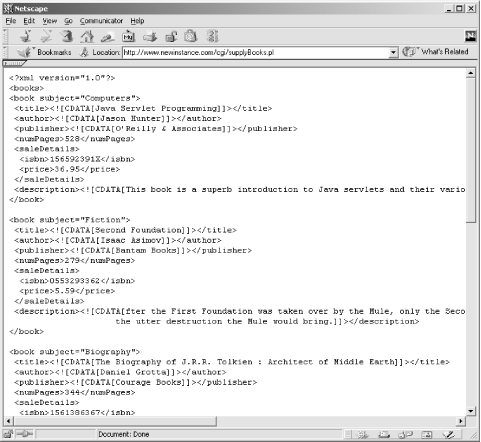 Netscape
File Edit View Go Communicator Help
Bookmarks Location: http://www.newinstance.com/cgi/supplyBooks.pl What's Related
<?xml version="1.0"?>
<books>
<book subject="Computers">
<title><![CDATA[Java Servlet Programming]]></title>
<author><![CDATA[Jason Hunter]]></author>
<publisher><![CDATA[O'Reilly & Associates]]></publisher>
<numPages>528</numPages>
<saleDetails>
<isbn>156592391X</isbn>
<price>36.95</price>
</saleDetails>
<description><![CDATA[This book is a superb introduction to Java servlets and their vario
</book>
<book subject="Fiction">
<title><![CDATA[Second Foundation]]></title>
<author><![CDATA[Isaac Asimov]]></author>
<publisher><![CDATA[Bantam Books]]></publisher>
<numPages>279</numPages>
<saleDetails>
<isbn>0553293362</isbn>
<price>5.59</price>
</saleDetails>
<description><![CDATA[fter the First Foundation was taken over by the Mule, only the Seco
the utter destruction the Mule would bring.]]></description>
</book>
<book subject="Biography">
<title><![CDATA[The Biography of J.R.R. Tolkien : Architect of Middle Earth]]></title>
<author><![CDATA[Daniel Grotta]]></author>
<publisher><![CDATA[Courage Books]]></publisher>
<numPages>344</numPages>
<saleDetails>
<isbn>1561386367</isbn>
Document: Done